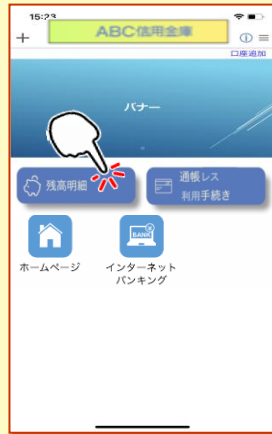 15:23
ABC信用金庫
口座追加
バナー
残高明細
通帳レス
利用手続き
BANK
ホームページ
インターネット
バンキング